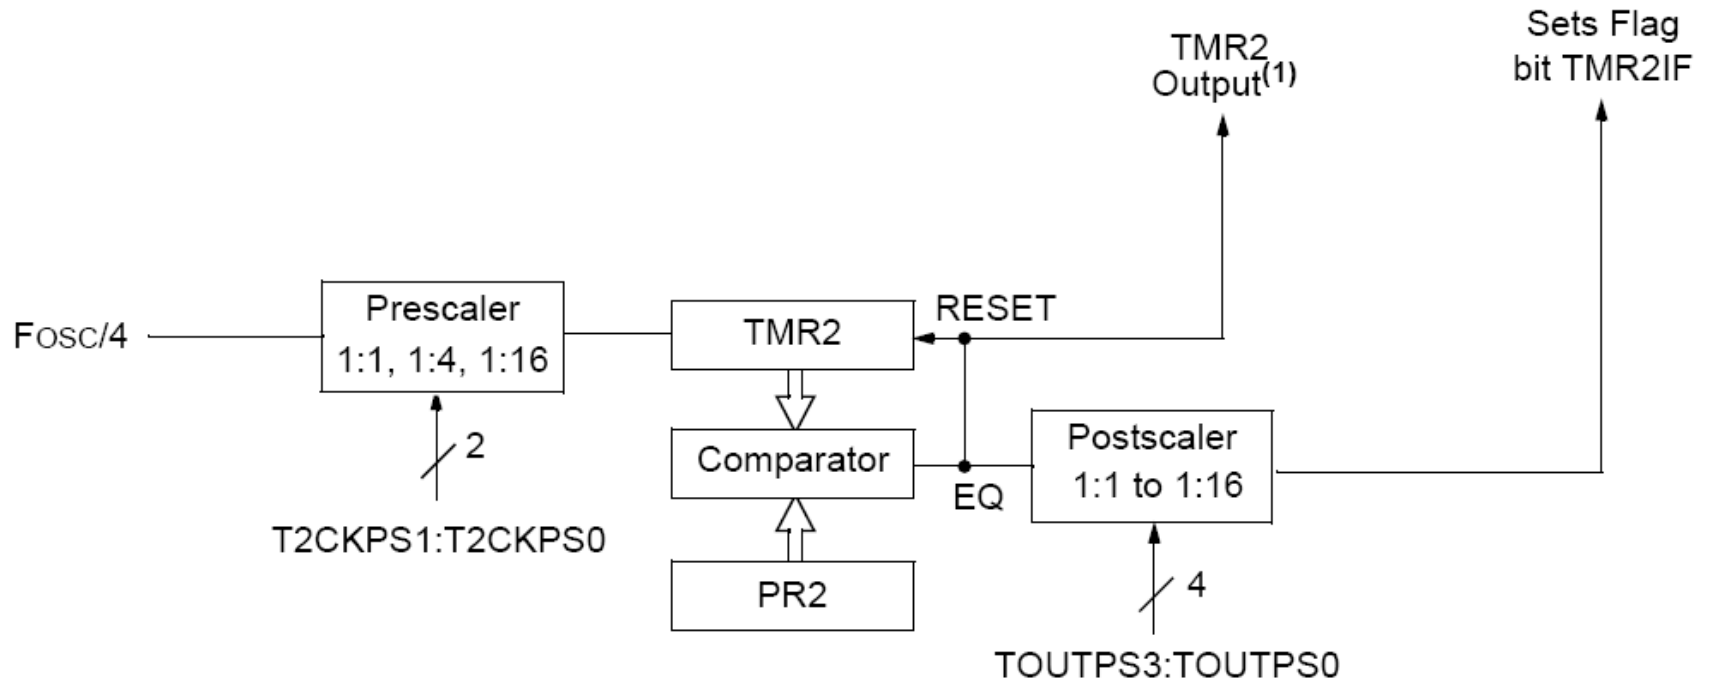 Sets Flag
bit TMR2IF
TMR2
Output(1)
FOSC/4
Prescaler
1:1, 1:4, 1:16
TMR2
RESET
2
Comparator
EQ
Postscaler
1:1 to 1:16
T2CKPS1:T2CKPS0
PR2
4
TOUTPS3:TOUTPS0